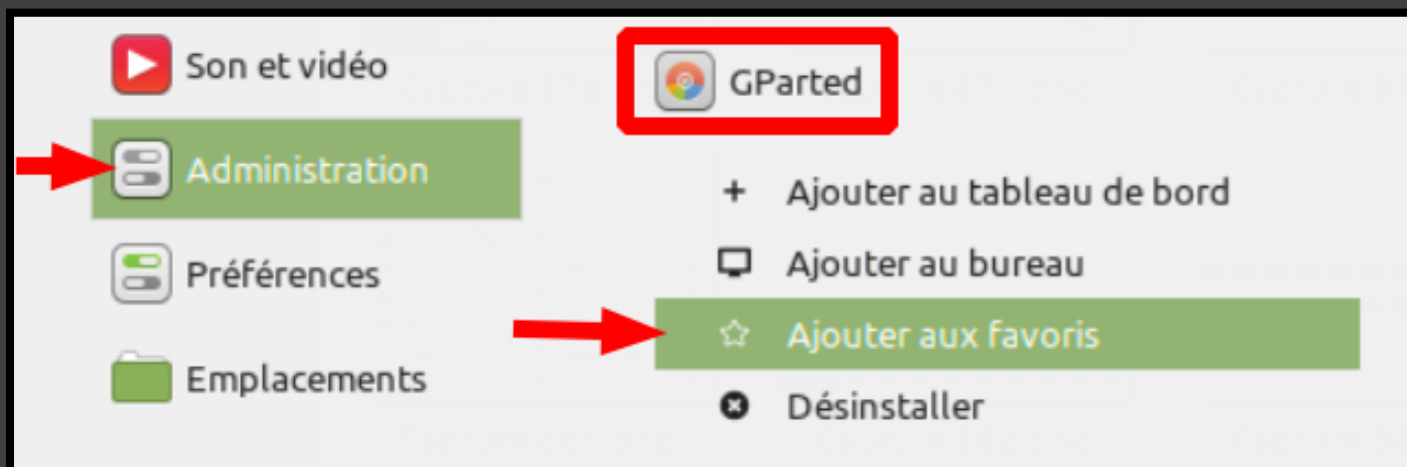 Son et vidéo
Administration
Préférences
Emplacements
GParted
+ Ajouter au tableau de bord
Ajouter au bureau
Ajouter aux favoris
Désinstaller